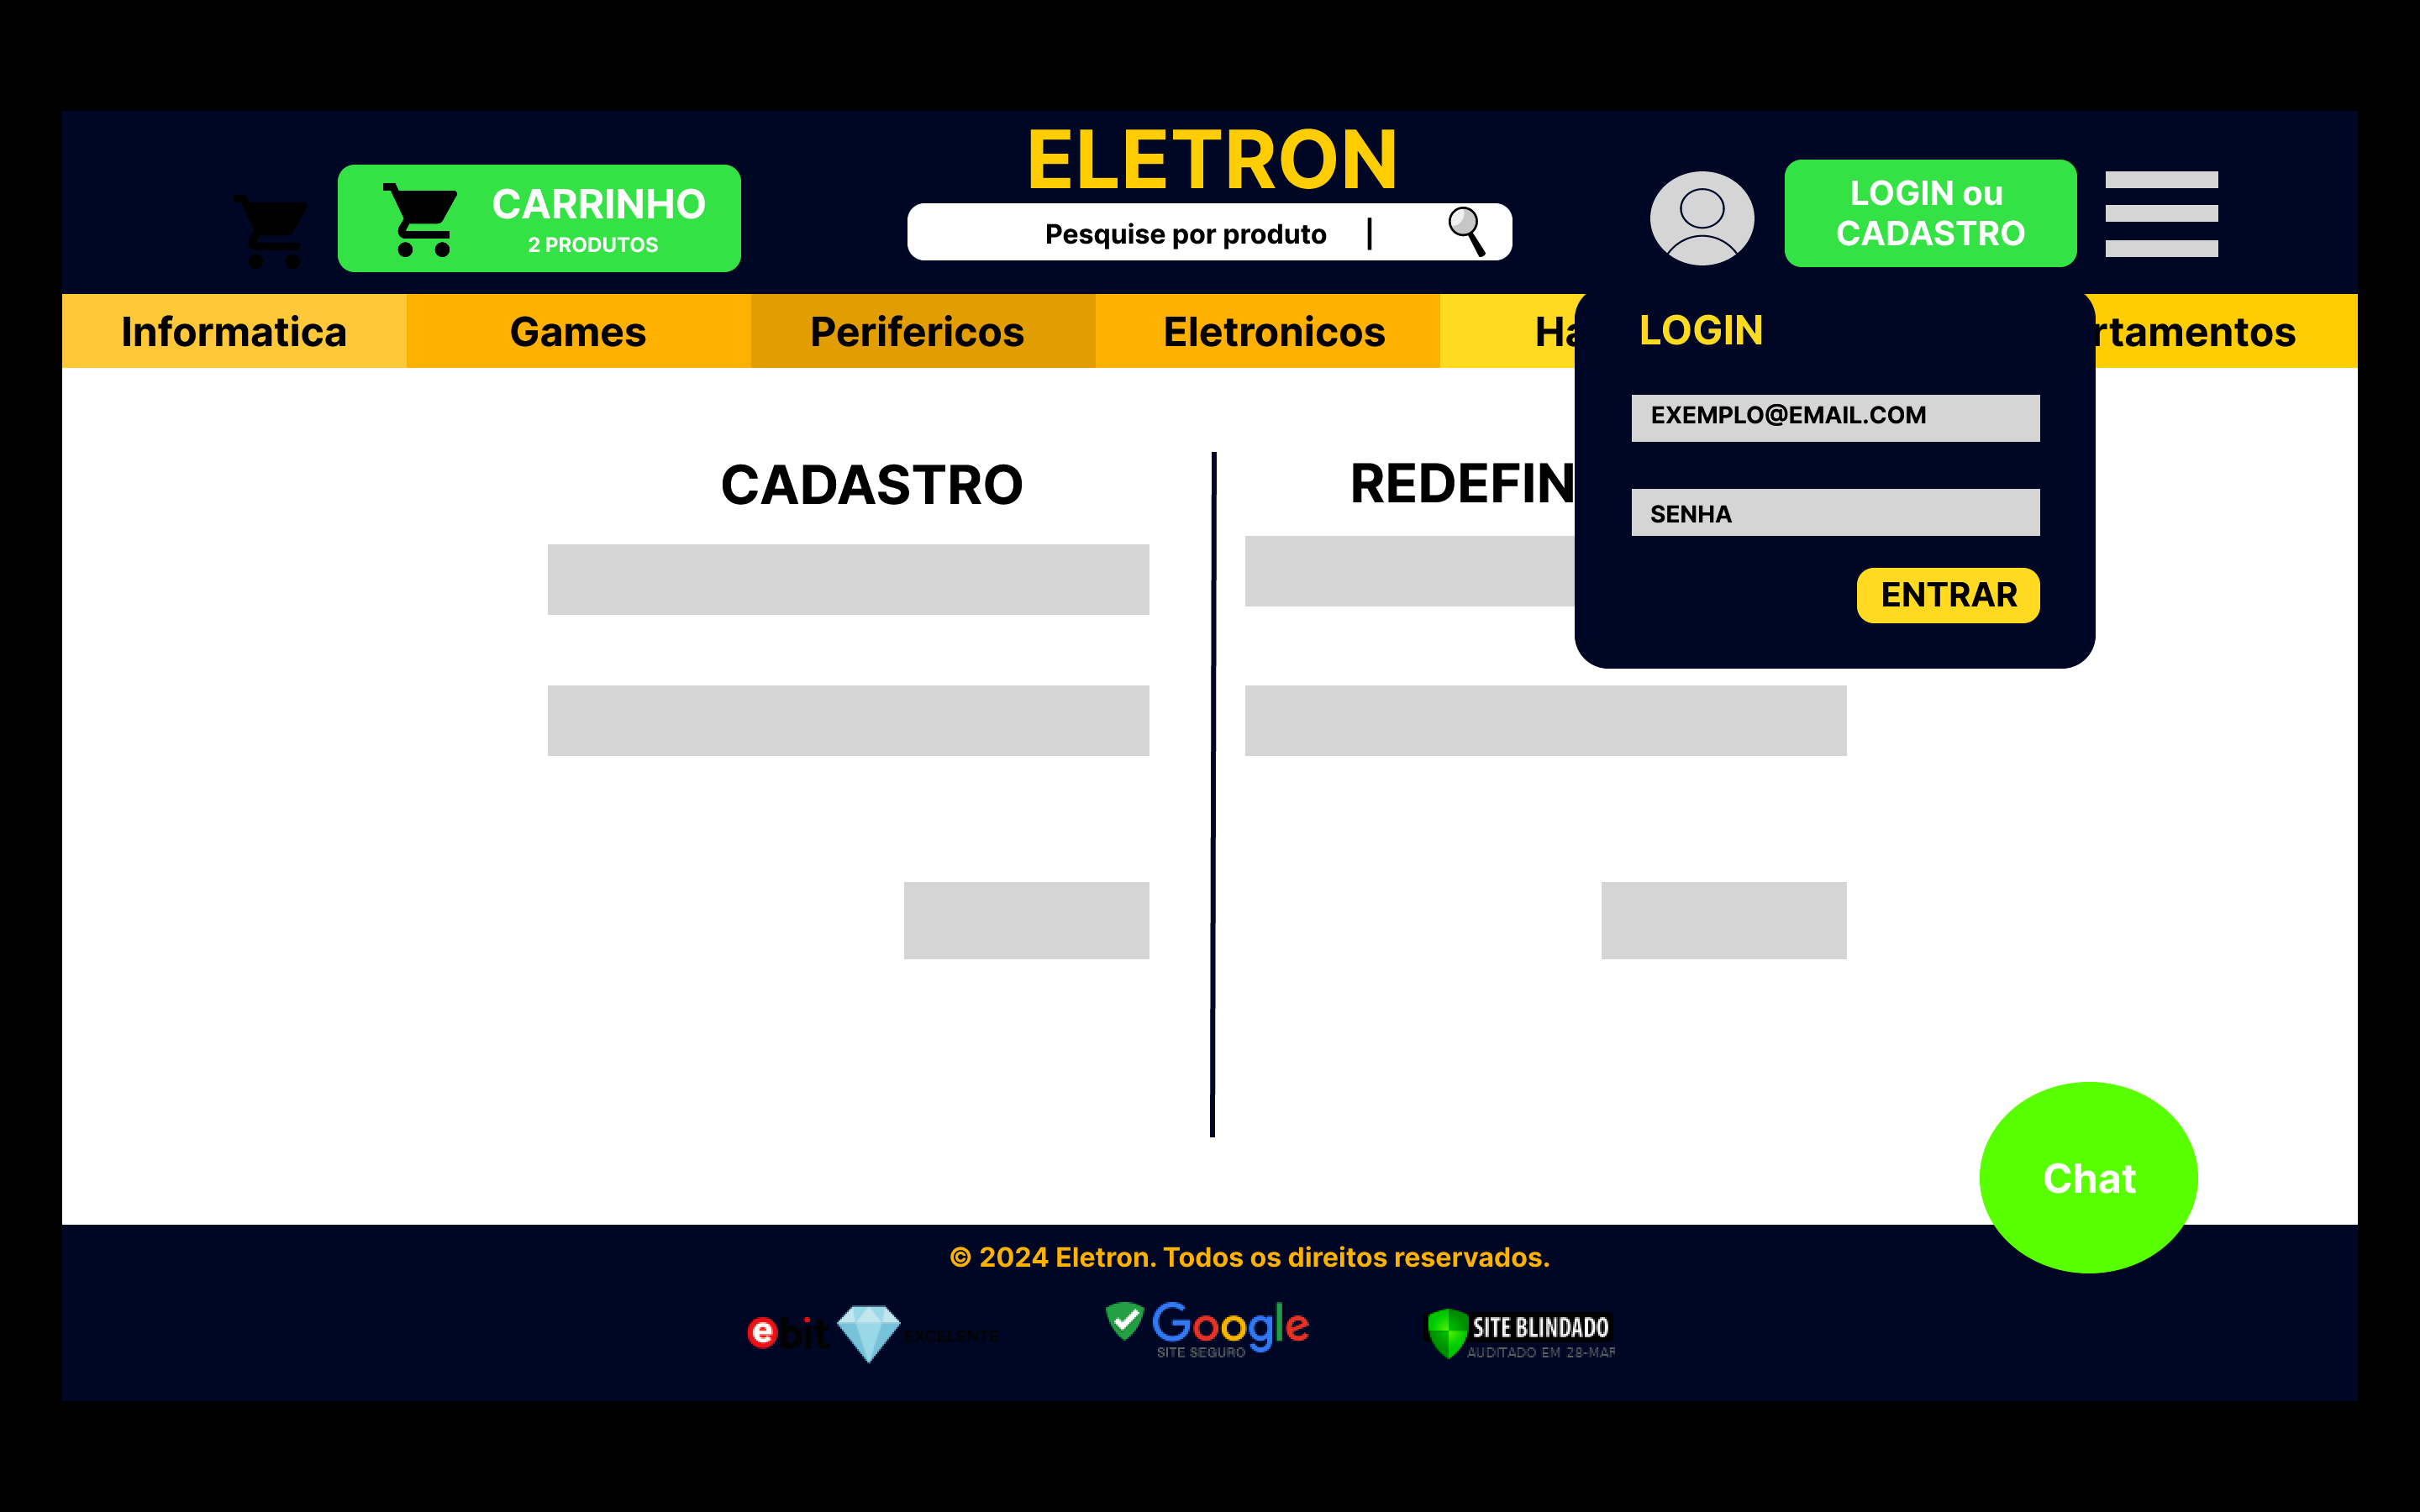 ELETRON
CARRINHO
2 PRODUTOS
Pesquise por produto |
LOGIN ou
CADASTRO
Informatica
Games
Perifericos
Eletronicos
Ha
rtamentos
LOGIN
EXEMPLO@EMAIL.COM
SENHA
ENTRAR
CADASTRO
REDEFIN
Chat
© 2024 Eletron. Todos os direitos reservados.
ebit EXCELENTE
Google
SITE SEGURO
SITE BLINDADO
AUDITADO EM 28-MAR